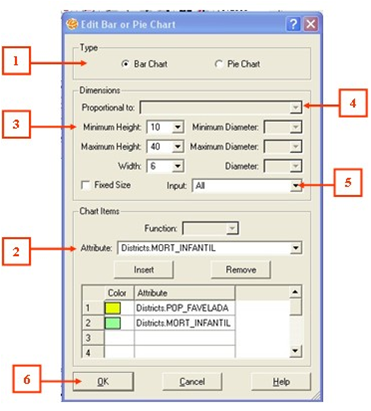 Edit Bar or Pie Chart
Type
1
Bar Chart
Pie Chart
Dimensions
Proportional to:
4
3
Minimum Height: 10 Minimum Diameter:
Maximum Height: 40 Maximum Diameter:
Width: 6 Diameter:
Fixed Size Input: All
5
Chart Items
Function:
2
Attribute: Districts.MORT_INFANTIL
Insert Remove
Color Attribute
1 Districts.POP_FAVELADA
2 Districts.MORT_INFANTIL
3
4
6
OK Cancel Help